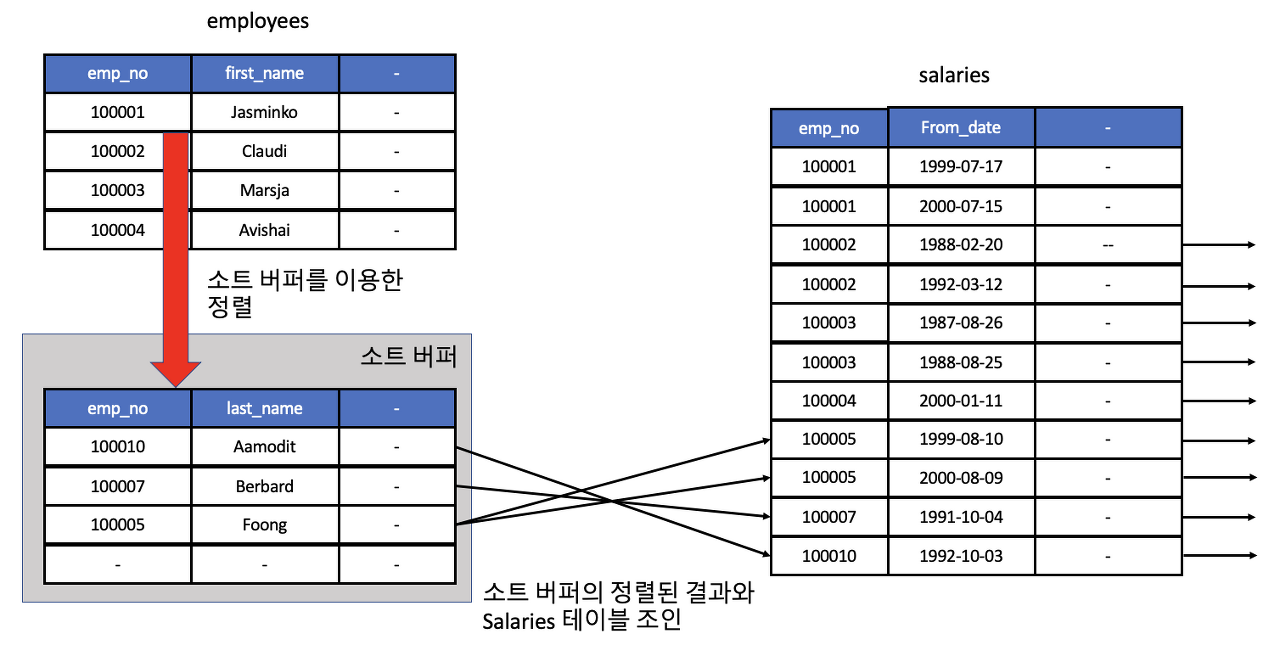 employees
emp_no first_name -
100001 Jasminko -
100002 Claudi -
100003 Marsja -
100004 Avishai -
소트 버퍼를 이용한
정렬
소트 버퍼
emp_no last_name -
100010 Aamodit -
100007 Berbard -
100005 Foong -
- - -
소트 버퍼의 정렬된 결과와
Salaries 테이블 조인
salaries
emp_no From_date -
100001 1999-07-17 -
100001 2000-07-15 -
100002 1988-02-20 --
100002 1992-03-12 -
100003 1987-08-26 -
100003 1988-08-25 -
100004 2000-01-11 -
100005 1999-08-10 -
100005 2000-08-09 -
100007 1991-10-04 -
100010 1992-10-03 -